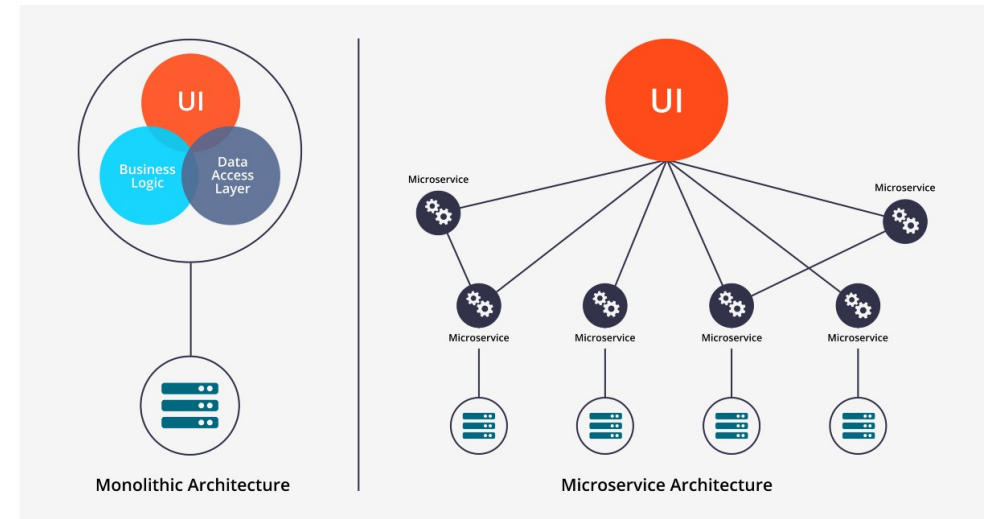 UI
Business
Logic
Data
Access
Layer
Monolithic Architecture
UI
Microservice
Microservice
Microservice
Microservice
Microservice
Microservice
Microservice Architecture